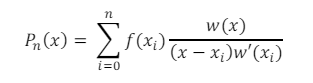 $P_n(x) = \sum_{i=0}^{n} f(x_i) \frac{w(x)}{(x - x_i)w'(x_i)}$